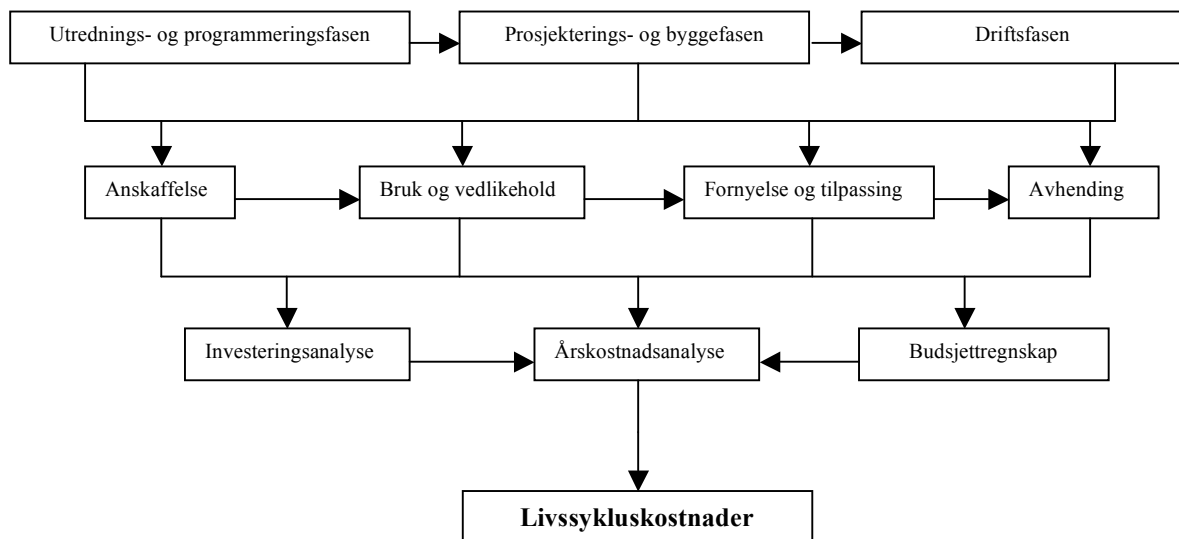 Utrednings- og programmeringsfasen
Prosjekterings- og byggefasen
Driftsfasen
Anskaffelse
Bruk og vedlikehold
Fornyelse og tilpassing
Avhending
Investeringsanalyse
Årskostnadsanalyse
Budsjettregnskap
Livssykluskostnader